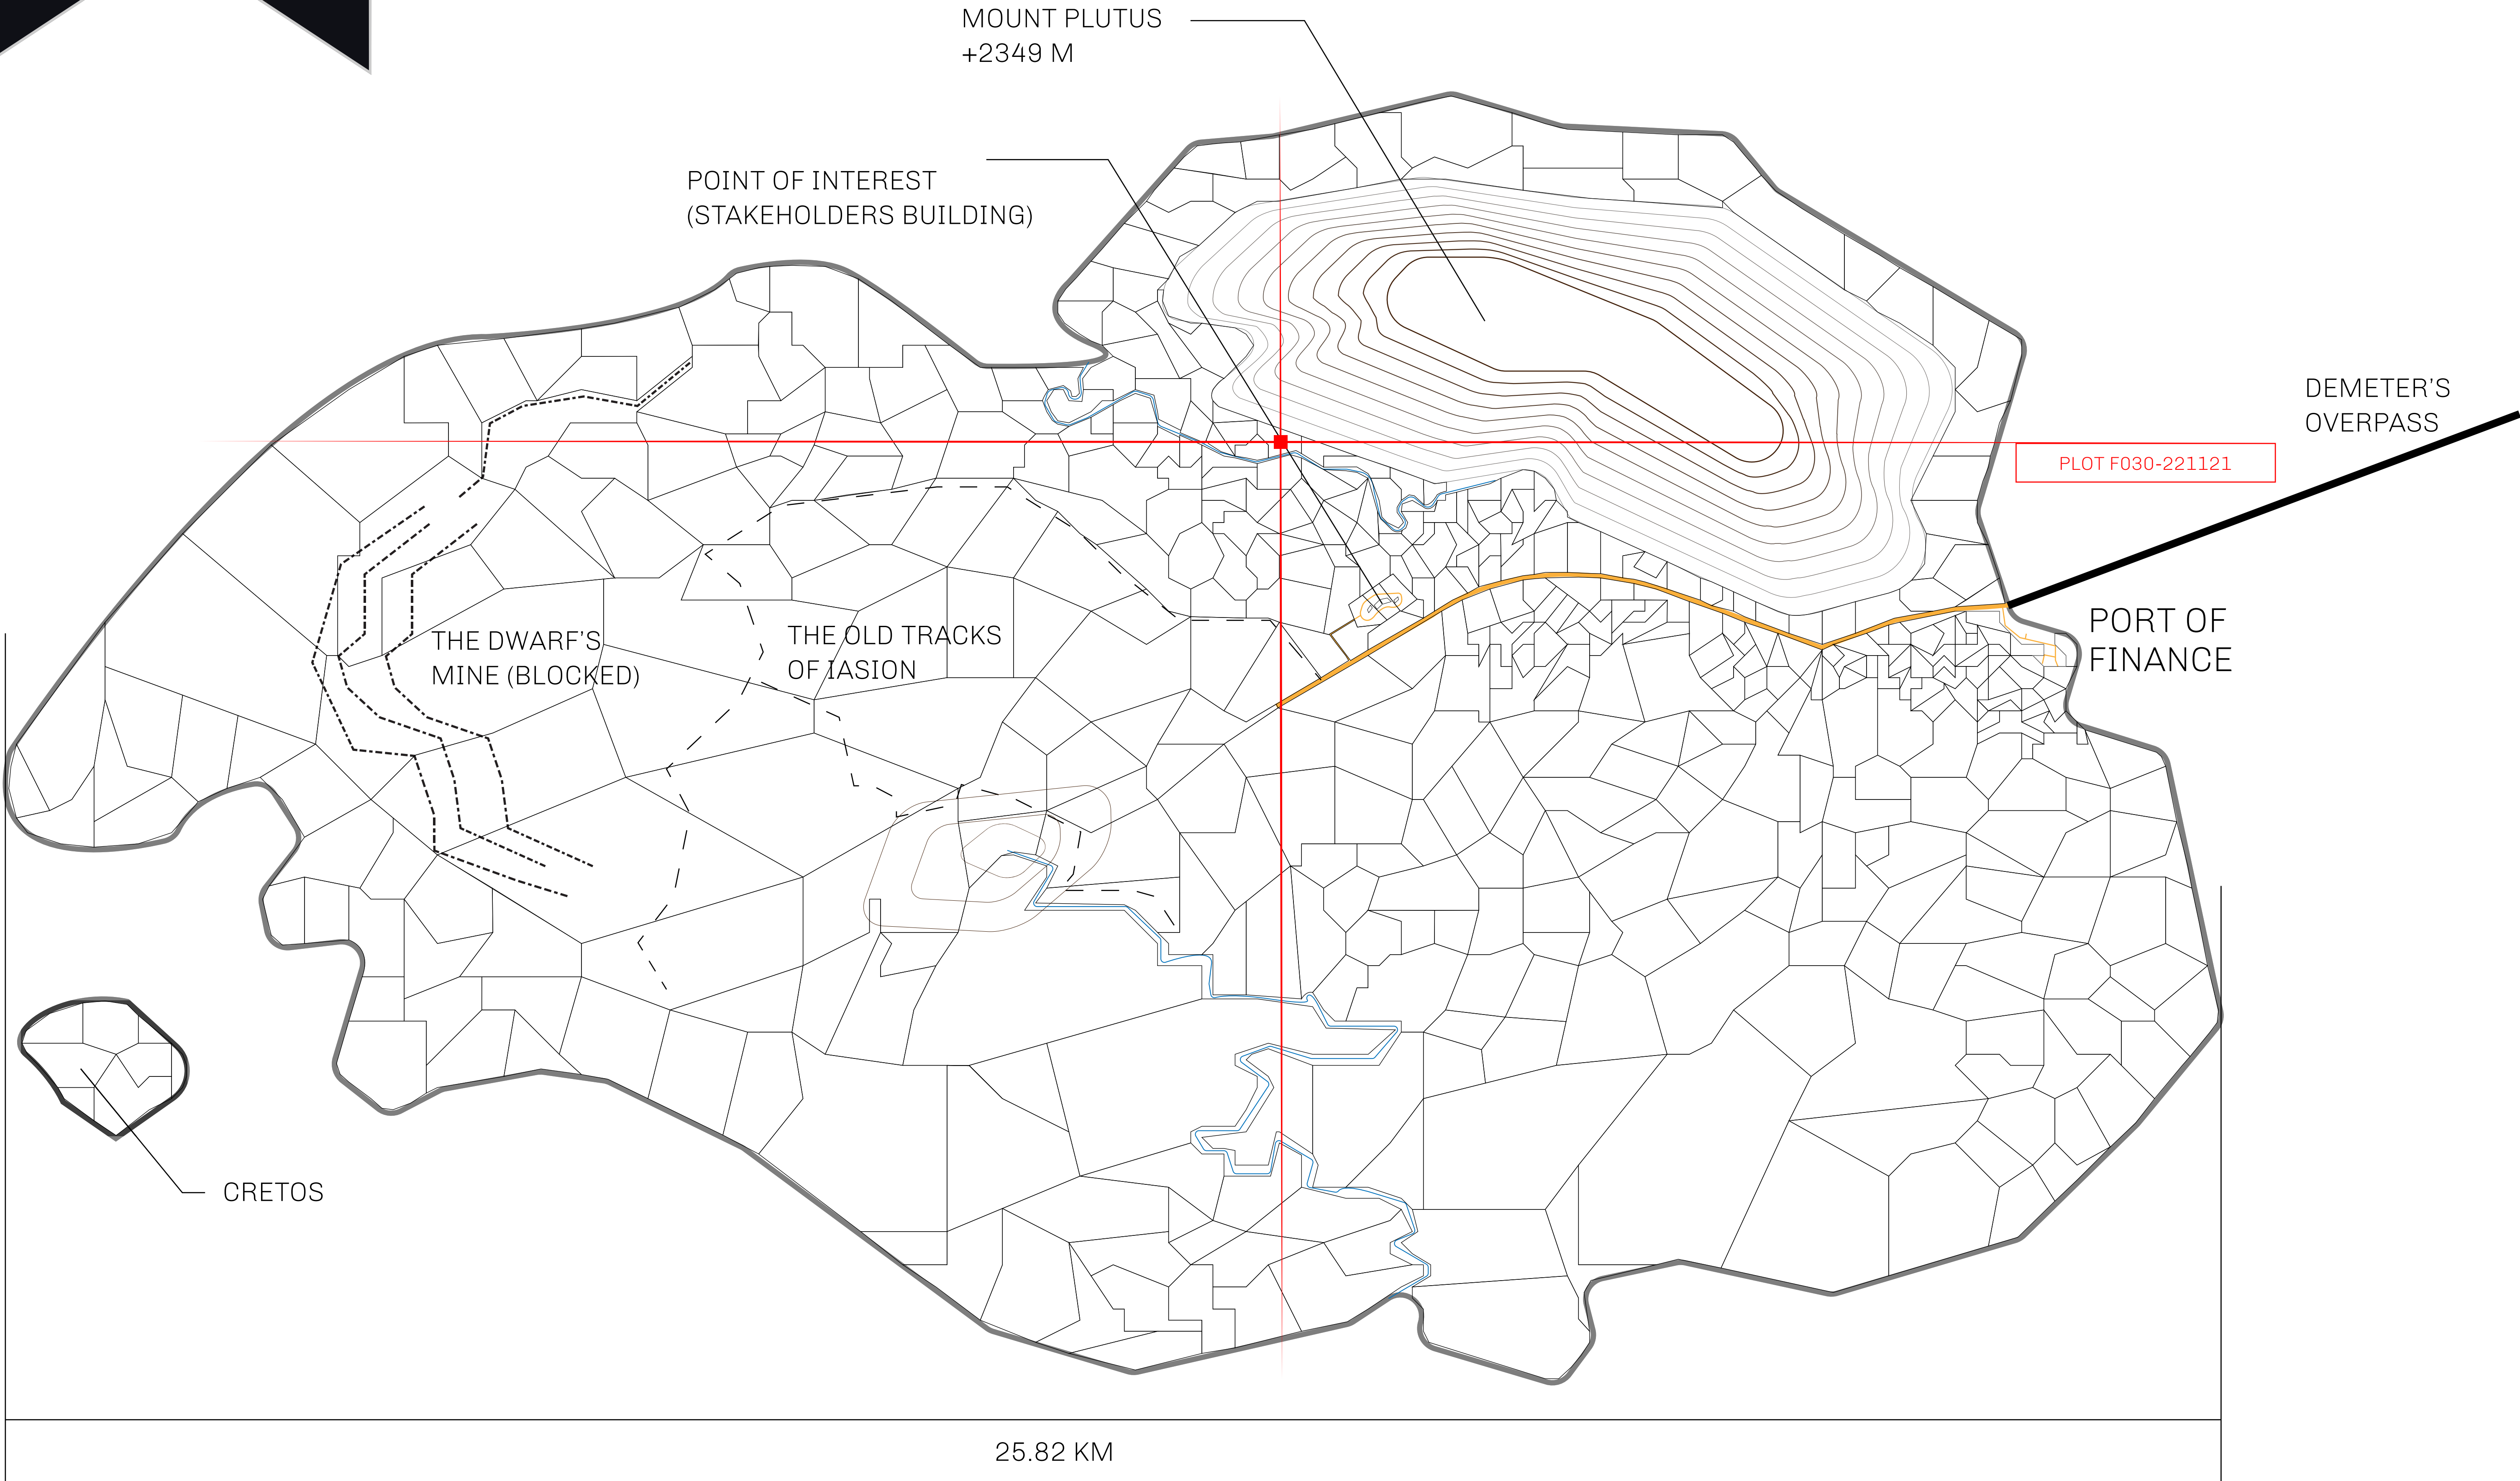 MOUNT PLUTUS
+2349 M
POINT OF INTEREST
(STAKEHOLDERS BUILDING)
DEMETER'S
OVERPASS
PLOT F030-221121
PORT OF
FINANCE
THE DWARF'S
MINE (BLOCKED)
THE OLD TRACKS
OF IASION
CRETOS
25.82 KM